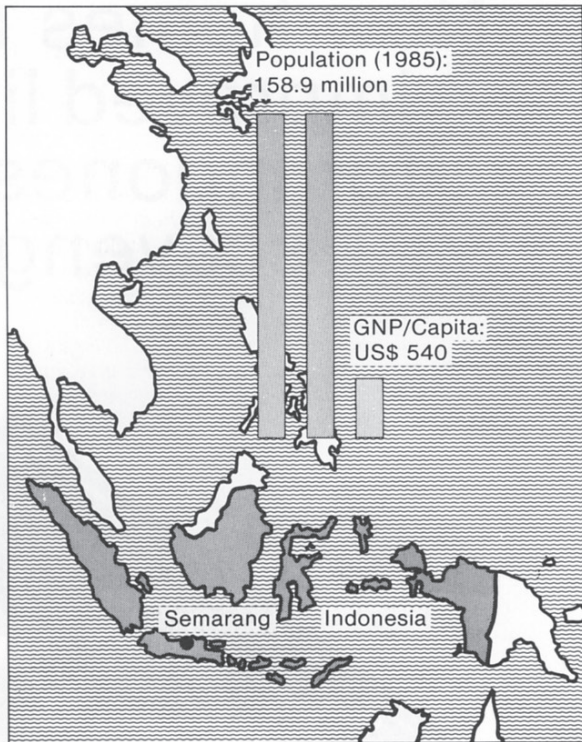 Population (1985):
158.9 million
GNP/Capita:
US$ 540
Semarang
Indonesia